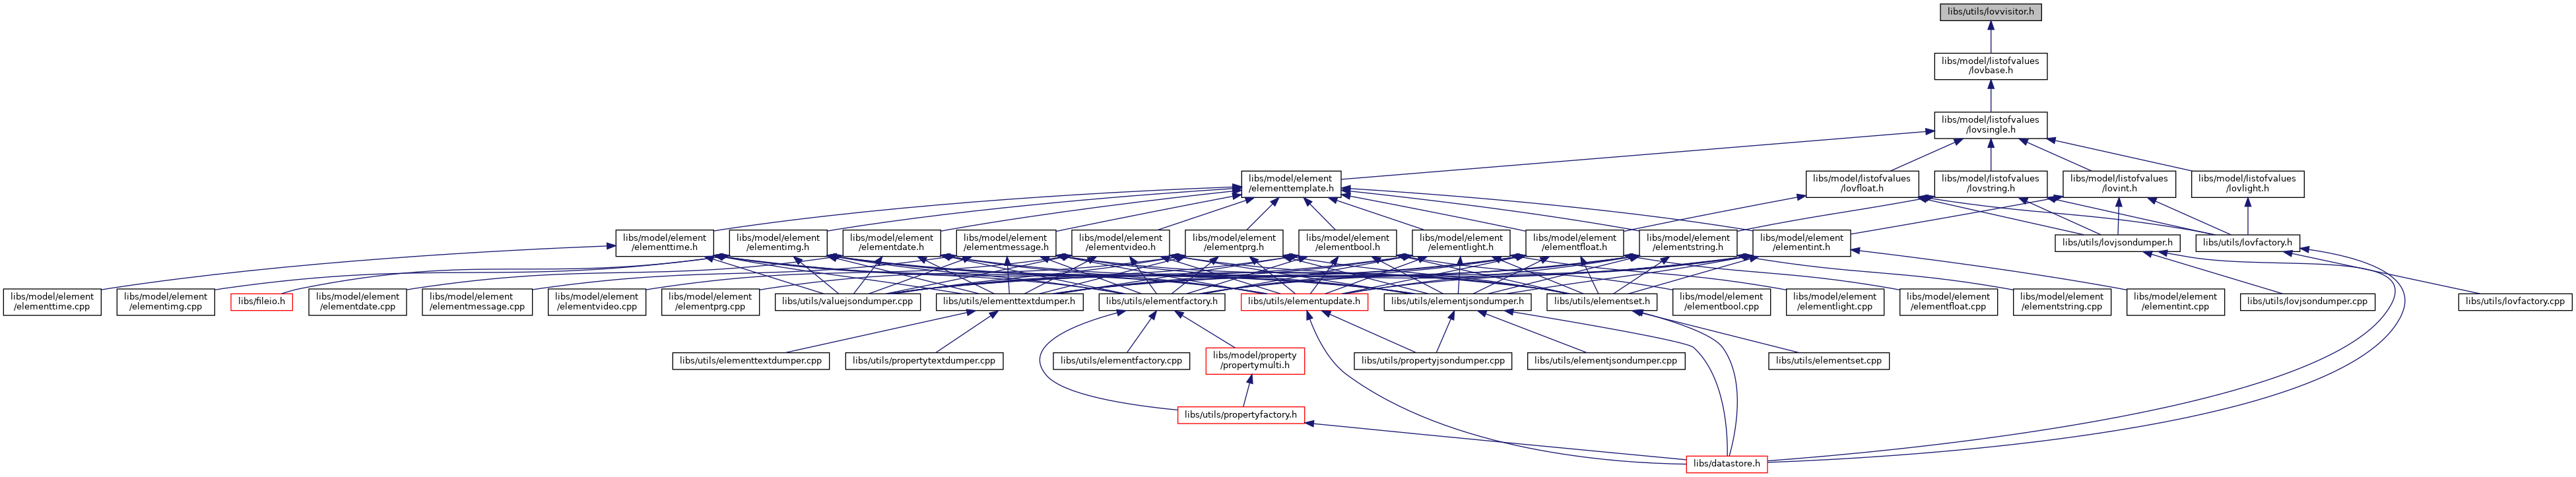 libs/utils/lovvisitor.h
libs/model/listofvalues
/lovbase.h
libs/model/listofvalues
/lovsingle.h
libs/model/element
/elementtemplate.h
libs/model/listofvalues
/lovfloat.h
libs/model/listofvalues
/lovstring.h
libs/model/listofvalues
/lovint.h
libs/model/listofvalues
/lovlight.h
libs/model/element
/elementtime.h
libs/model/element
/elementimg.h
libs/model/element
/elementdate.h
libs/model/element
/elementmessage.h
libs/model/element
/elementvideo.h
libs/model/element
/elementprg.h
libs/model/element
/elementbool.h
libs/model/element
/elementlight.h
libs/model/element
/elementfloat.h
libs/model/element
/elementstring.h
libs/model/element
/elementint.h
libs/utils/lovjsondumper.h
libs/utils/lovfactory.h
libs/model/element
/elementtime.cpp
libs/model/element
/elementimg.cpp
libs/fileio.h
libs/model/element
/elementdate.cpp
libs/model/element
/elementmessage.cpp
libs/model/element
/elementvideo.cpp
libs/model/element
/elementprg.cpp
libs/utils/valuejsondumper.cpp
libs/utils/elementtextdumper.h
libs/utils/elementfactory.h
libs/utils/elementupdate.h
libs/utils/elementjsondumper.h
libs/utils/elementset.h
libs/model/element
/elementbool.cpp
libs/model/element
/elementlight.cpp
libs/model/element
/elementfloat.cpp
libs/model/element
/elementstring.cpp
libs/model/element
/elementint.cpp
libs/utils/lovjsondumper.cpp
libs/utils/lovfactory.cpp
libs/utils/elementtextdumper.cpp
libs/utils/propertytextdumper.cpp
libs/utils/elementfactory.cpp
libs/model/property
/propertymulti.h
libs/utils/propertyjsondumper.cpp
libs/utils/elementjsondumper.cpp
libs/utils/elementset.cpp
libs/utils/propertyfactory.h
libs/datastore.h